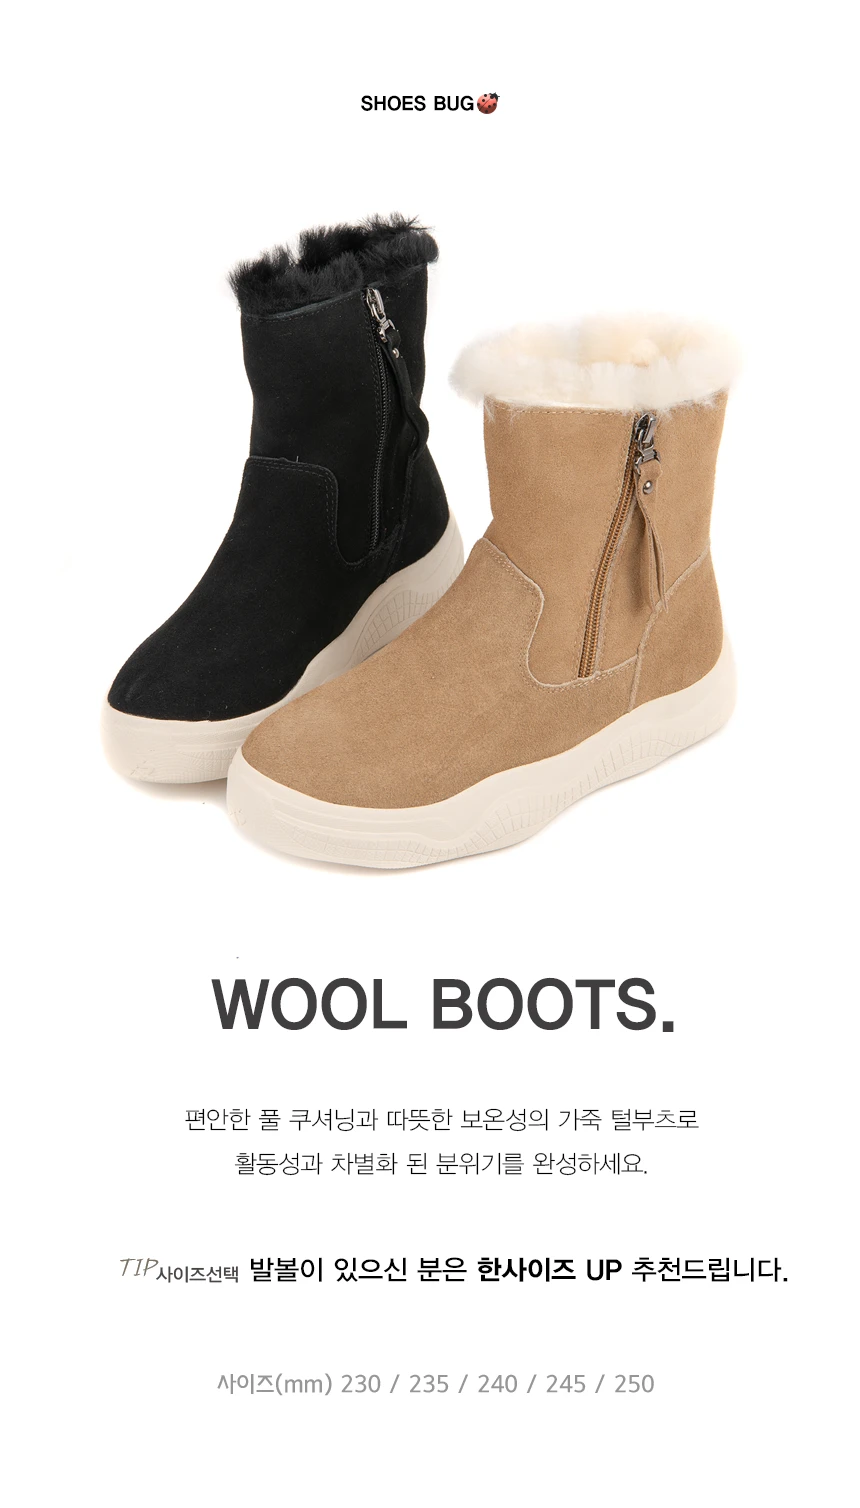 SHOES BUG
WOOL BOOTS.
편안한 풀 쿠셔닝과 따뜻한 보온성의 가죽 털부츠로
활동성과 차별화 된 분위기를 완성하세요.
TIP사이즈선택 발볼이 있으신 분은 한사이즈 UP 추천드립니다.
사이즈(mm) 230 / 235 / 240 / 245 / 250